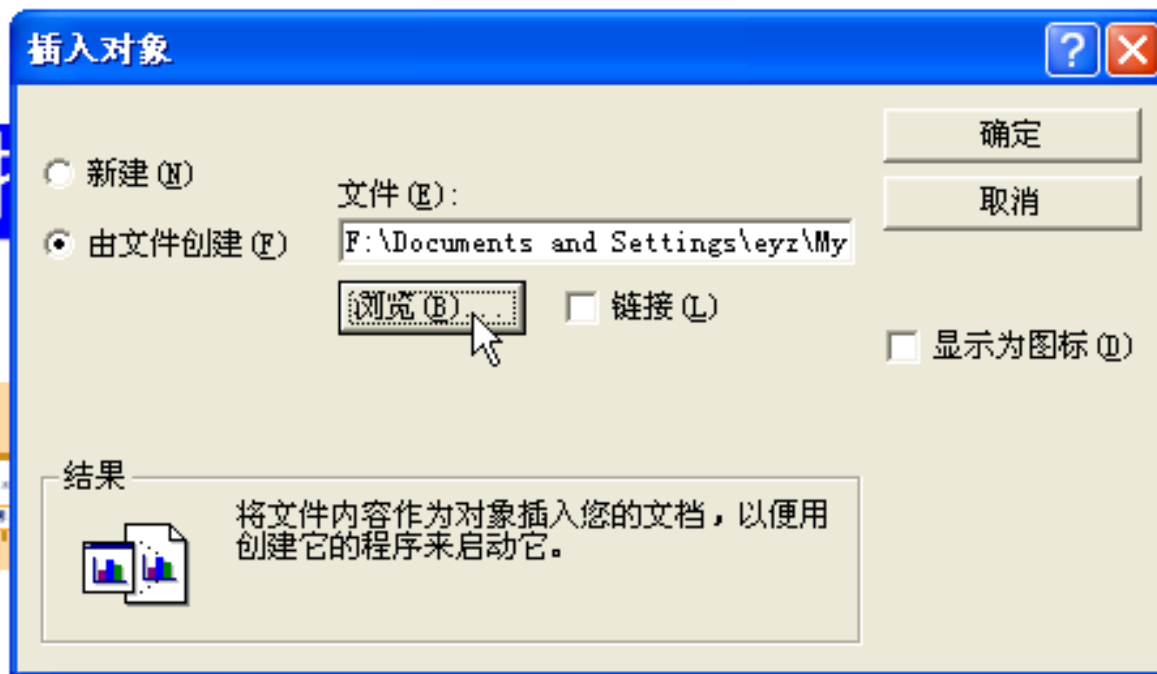 插入对象
确定
新建(N)
文件(E):
取消
由文件创建(F)
F:\Documents and Settings\eyz\My
浏览(B)...
链接(L)
显示为图标(D)
结果
将文件内容作为对象插入您的文档，以便用
创建它的程序来启动它。